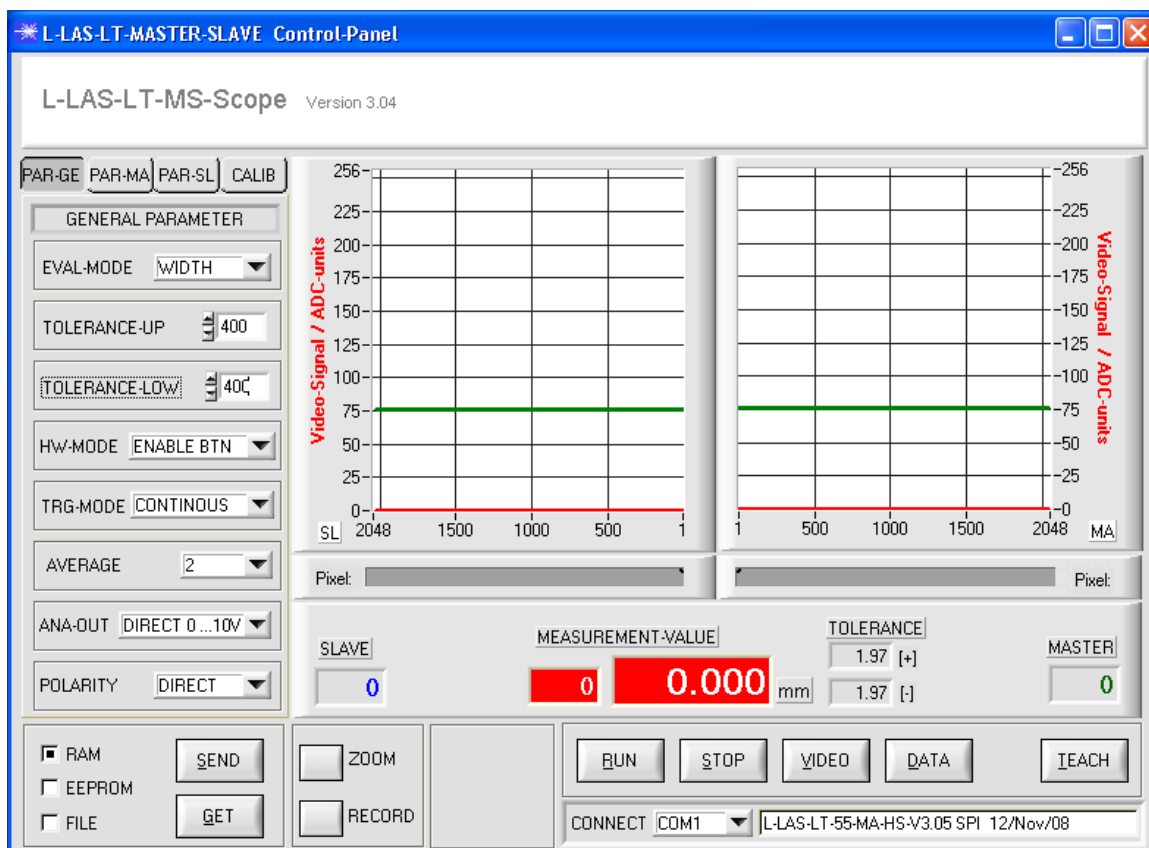 L-LAS-LT-MASTER-SLAVE Control-Panel
L-LAS-LT-MS-Scope Version 3.04
PAR-GE PAR-MA PAR-SL CALIB
GENERAL PARAMETER
EVAL-MODE WIDTH
TOLERANCE-UP 400
TOLERANCE-LOW 400
HW-MODE ENABLE BTN
TRG-MODE CONTINOUS
AVERAGE 2
ANA-OUT DIRECT 0...10V
POLARITY DIRECT
Video-Signal / ADC-units
256
225
200
175
150
125
100
75
50
25
0
SL 2048 1500 1000 500 1
256
225
200
175
150
125
100
75
50
25
0
Video-Signal / ADC-units
1 500 1000 1500 2048 MA
Pixel:
Pixel:
SLAVE
0
MEASUREMENT-VALUE
0 0.000 mm
TOLERANCE
1.97 [+]
1.97 [-]
MASTER
0
RAM
EEPROM
FILE
SEND
GET
ZOOM
RECORD
RUN STOP VIDEO DATA TEACH
CONNECT COM1 L-LAS-LT-55-MA-HS-V3.05 SPI 12/Nov/08